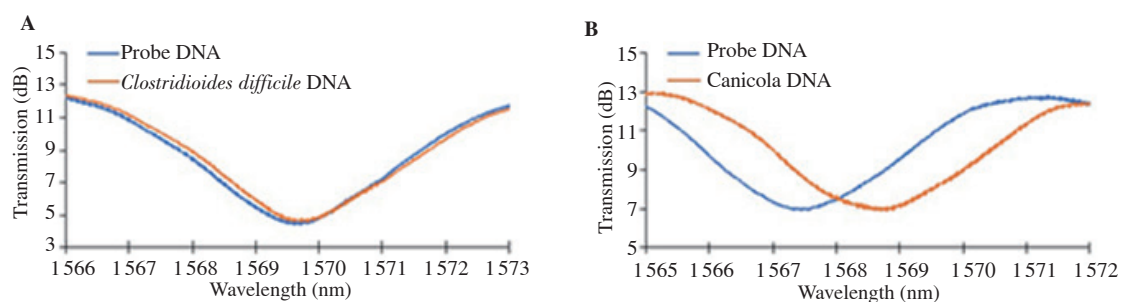 A
Probe DNA
Clostridioides difficile DNA
Transmission (dB)
15
13
11
9
7
5
3
1 566 1 567 1 568 1 569 1 570 1 571 1 572 1 573
Wavelength (nm)
B
Probe DNA
Canicola DNA
Transmission (dB)
15
13
11
9
7
5
1 565 1 566 1 567 1 568 1 569 1 570 1 571 1 572
Wavelength (nm)